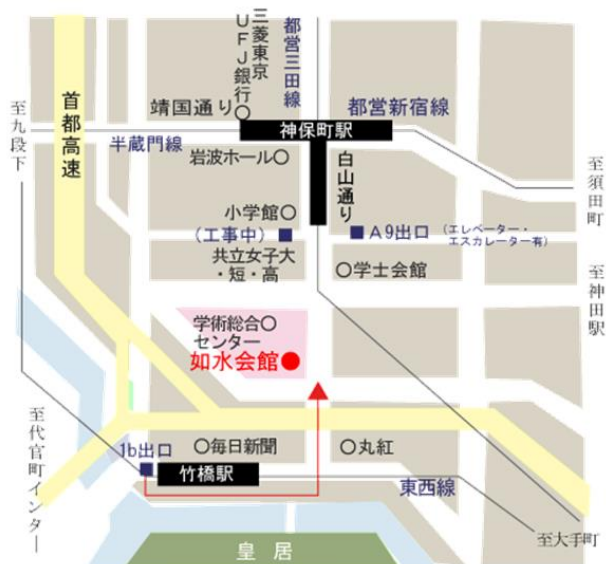 三菱東京
UFJ銀行
都営三田線
首都高速
靖国通り
都営新宿線
神保町駅
至九段下
半蔵門線
岩波ホール
白山通り
至須田町
小学館
(工事中)
A9出口
(エレベーター・
エスカレーター有)
共立女子大
・短・高
学士会館
至神田駅
学術総合
センター
如水会館
至代官町インター
1b出口
毎日新聞
丸紅
竹橋駅
東西線
至大手町
皇居